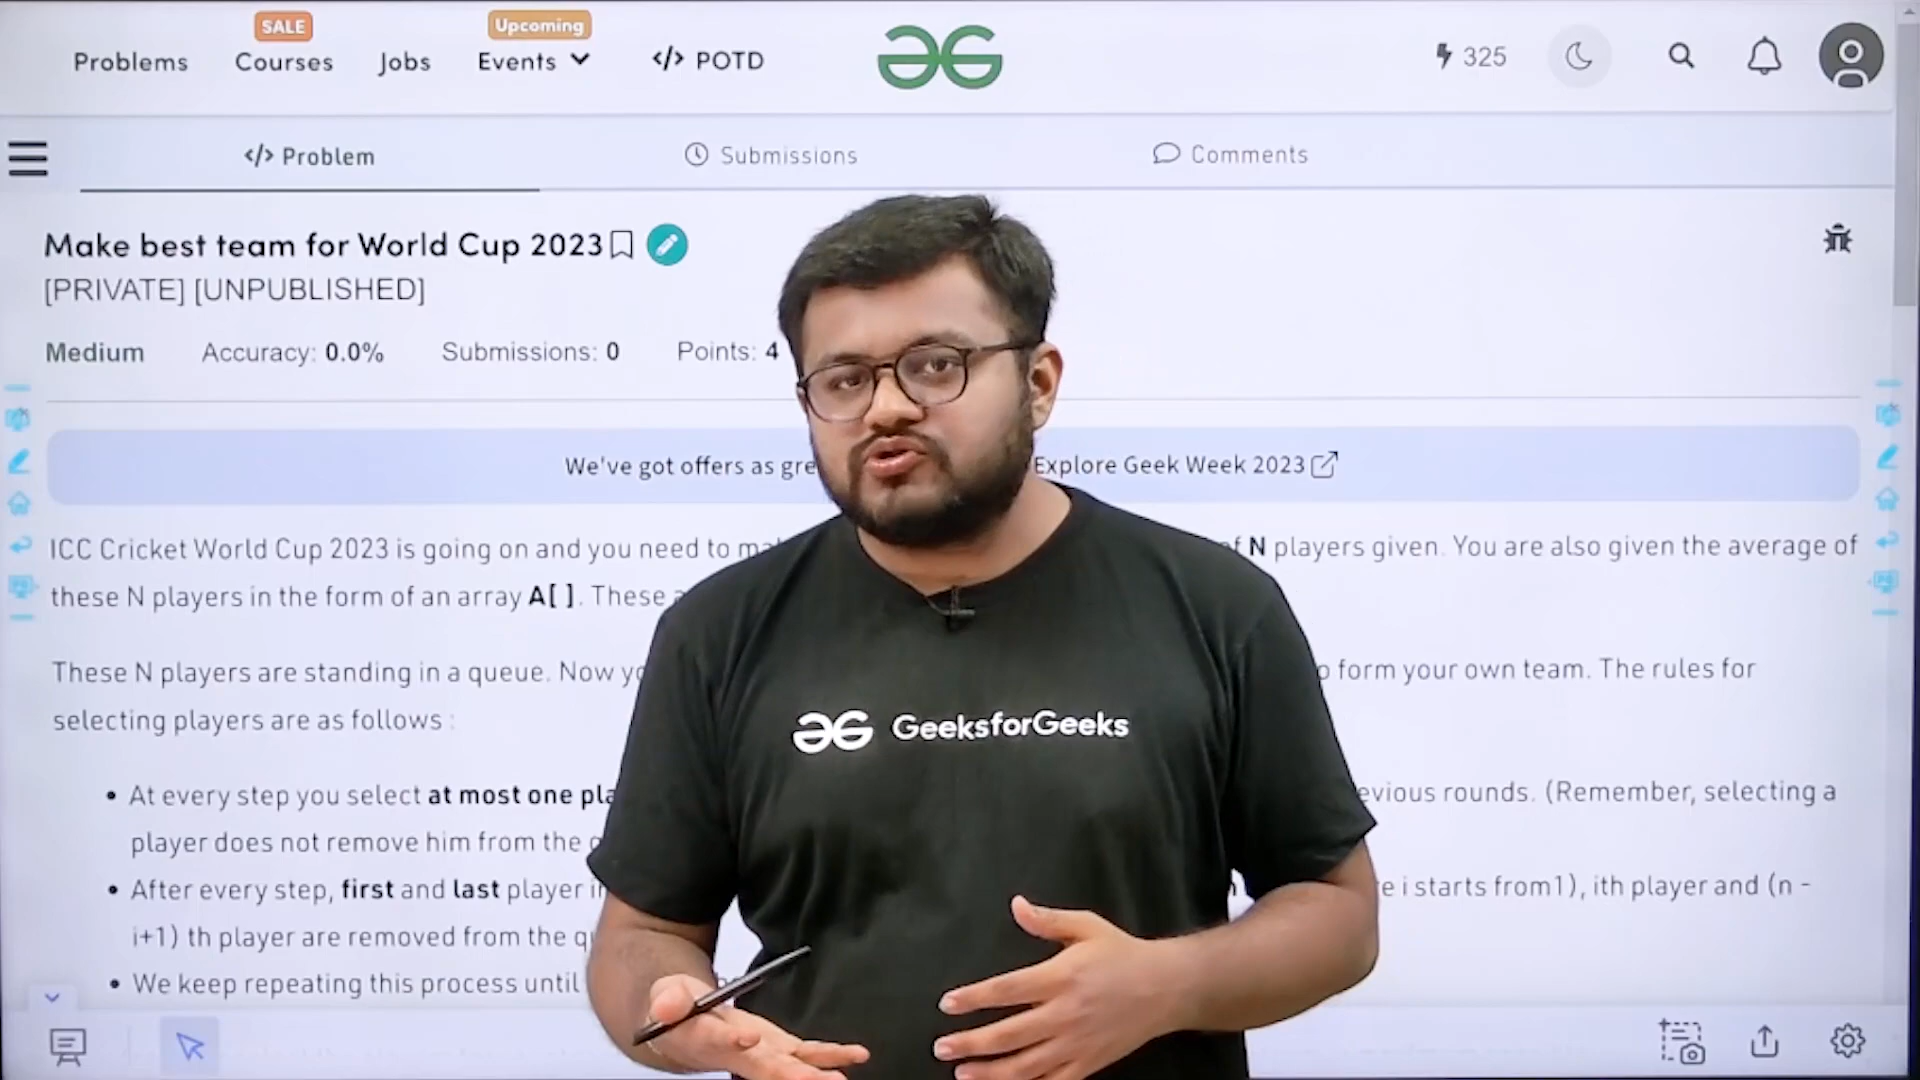 SALE
Upcoming
Problems Courses Jobs Events </> POTD 325
</> Problem Submissions Comments
Make best team for World Cup 2023
[PRIVATE] [UNPUBLISHED]
Medium Accuracy: 0.0% Submissions: 0 Points: 4
We've got offers as Explore Geek Week 2023
ICC Cricket World Cup 2023 is going on and you need to N players given. You are also given the average of
these N players in the form of an array A[ ]. These
These N players are standing in a queue. Now form your own team. The rules for
selecting players are as follows :
• At every step you select at most one rounds. (Remember, selecting a
player does not remove him from the
• After every step, first and last player i starts from1), ith player and (n -
i+1) th player are removed from the
• We keep repeating this process until
GeeksforGeeks